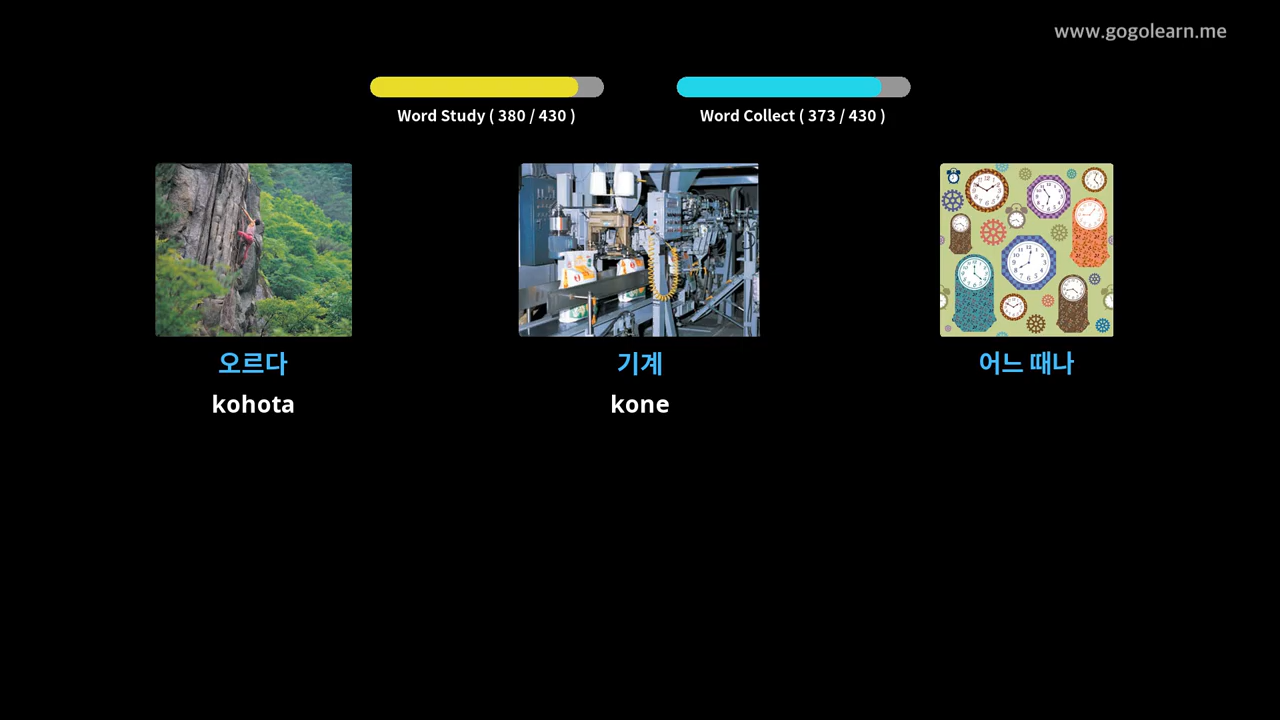 www.gogolearn.me
Word Study ( 380 / 430 )
Word Collect ( 373 / 430 )
오르다
기계
어느 때나
kohota
kone